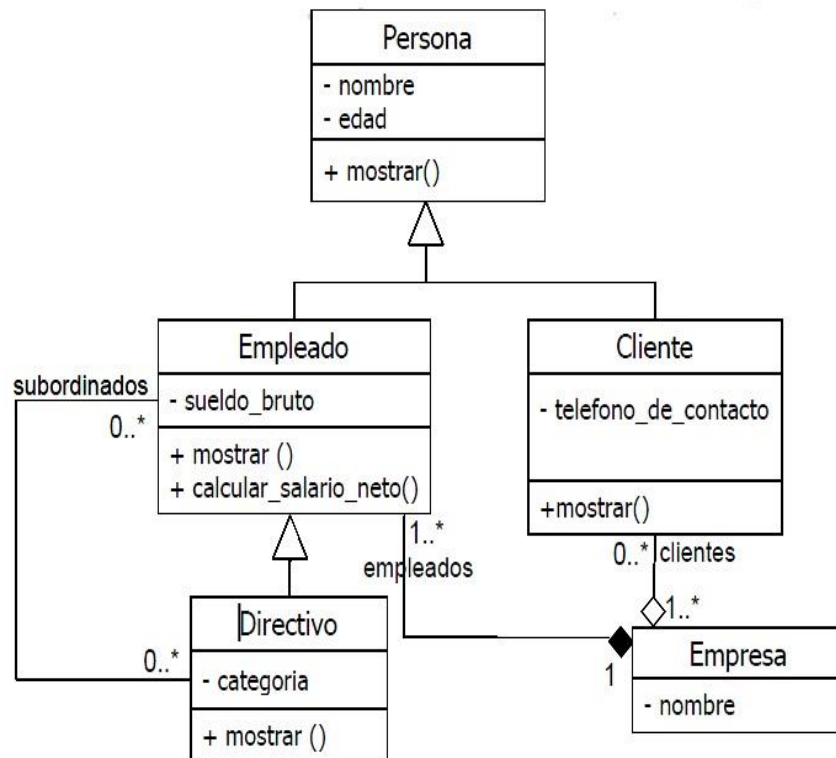 Persona
- nombre
- edad
+ mostrar()
Empleado
- sueldo_bruto
+ mostrar ()
+ calcular_salario_neto()
Cliente
- telefono_de_contacto
+mostrar()
subordinados
0..*
1..*
empleados
0..*
clientes
1..*
Directivo
- categoria
+ mostrar ()
0..*
1
Empresa
- nombre